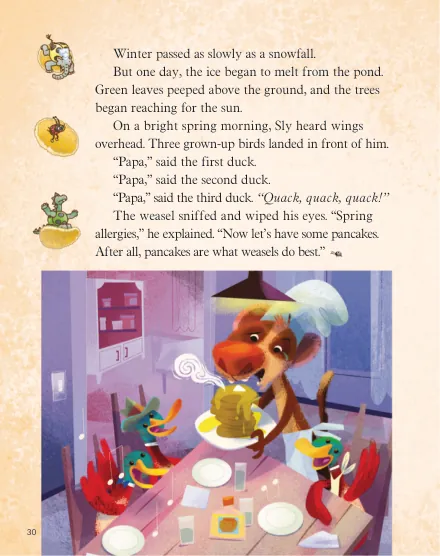 Winter passed as slowly as a snowfall.
But one day, the ice began to melt from the pond.
Green leaves peeped above the ground, and the trees
began reaching for the sun.
On a bright spring morning, Sly heard wings
overhead. Three grown-up birds landed in front of him.
“Papa,” said the first duck.
“Papa,” said the second duck.
“Papa,” said the third duck. “Quack, quack, quack!”
The weasel sniffed and wiped his eyes. “Spring
allergies,” he explained. “Now let’s have some pancakes.
After all, pancakes are what weasels do best.”
30